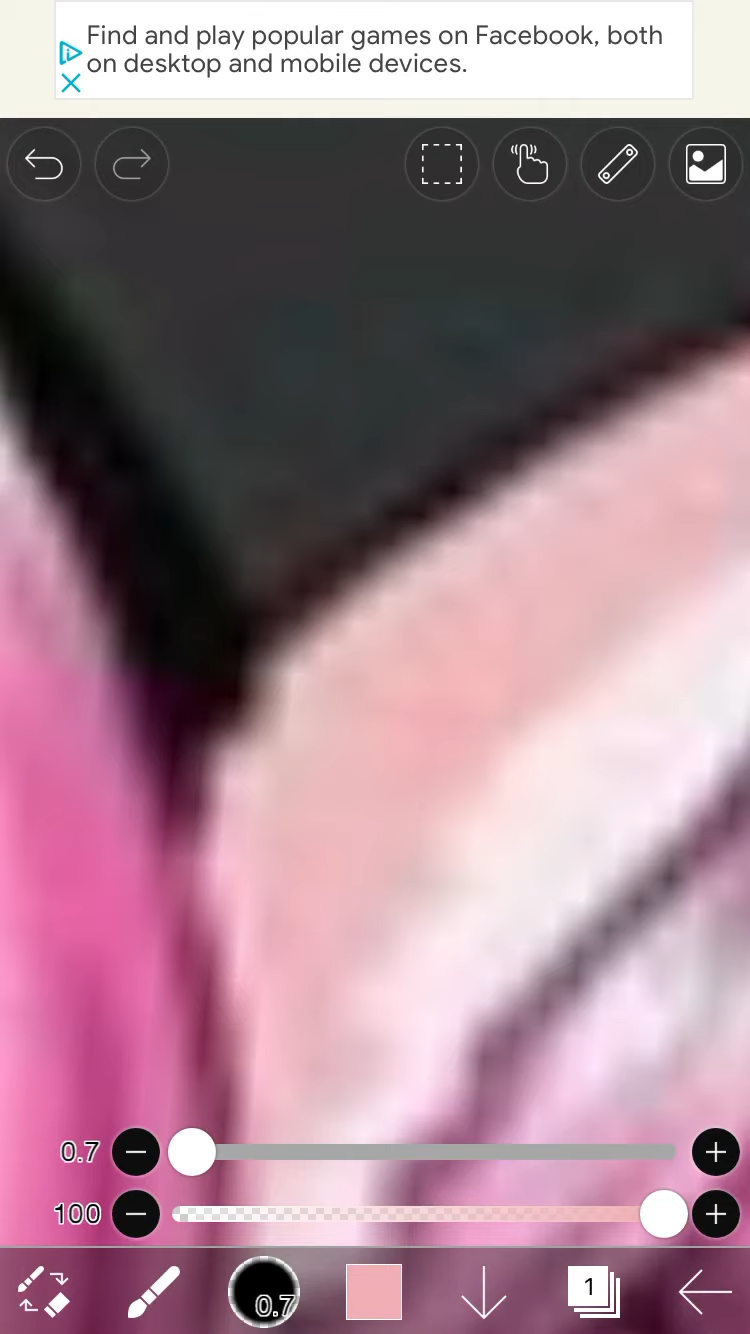 Find and play popular games on Facebook, both
on desktop and mobile devices.
0.7
100
0.7
1